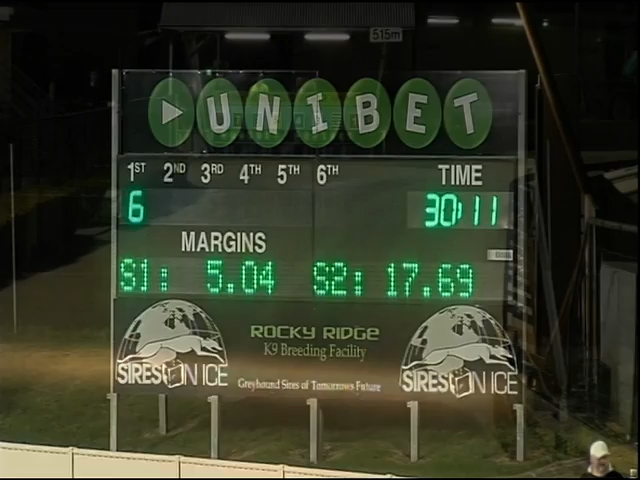 515m
UNIBET
1ST 2ND 3RD 4TH 5TH 6TH TIME
6 30:11
MARGINS
S1: 5.04 S2: 17.69
ROCKY RIDGE
K9 Breeding Facility
SIRES ON ICE Greyhound Sires of Tomorrows Future SIRES ON ICE